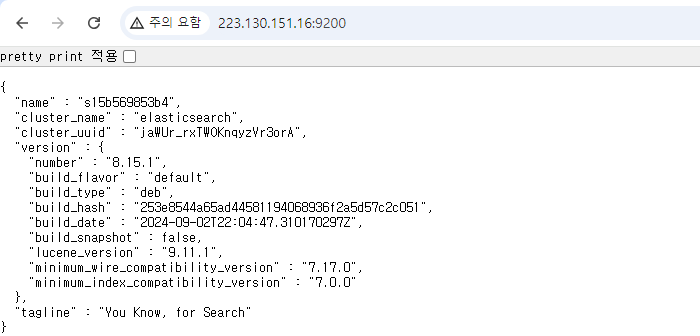 주의 요함 223.130.151.16:9200
pretty print 적용
{
  "name" : "s15b569853b4",
  "cluster_name" : "elasticsearch",
  "cluster_uuid" : "jaWUr_rxTWOKnqyzVr3orA",
  "version" : {
    "number" : "8.15.1",
    "build_flavor" : "default",
    "build_type" : "deb",
    "build_hash" : "253e8544a65ad44581194068936f2a5d57c2c051",
    "build_date" : "2024-09-02T22:04:47.310170297Z",
    "build_snapshot" : false,
    "lucene_version" : "9.11.1",
    "minimum_wire_compatibility_version" : "7.17.0",
    "minimum_index_compatibility_version" : "7.0.0"
  },
  "tagline" : "You Know, for Search"
}